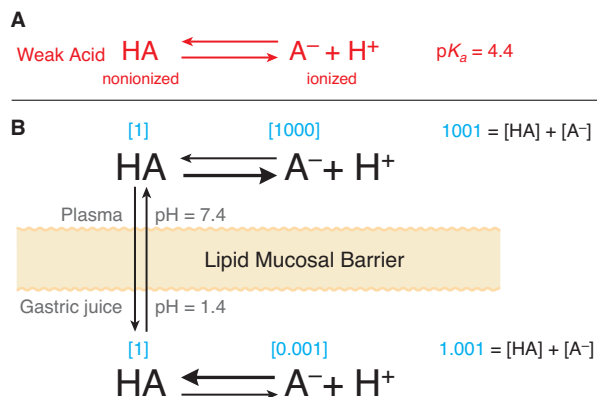 A
Weak Acid HA A⁻ + H⁺ pKa = 4.4
nonionized ionized
B
[1] [1000] 1001 = [HA] + [A⁻]
HA A⁻ + H⁺
Plasma pH = 7.4
Lipid Mucosal Barrier
Gastric juice pH = 1.4
[1] [0.001] 1.001 = [HA] + [A⁻]
HA A⁻ + H⁺